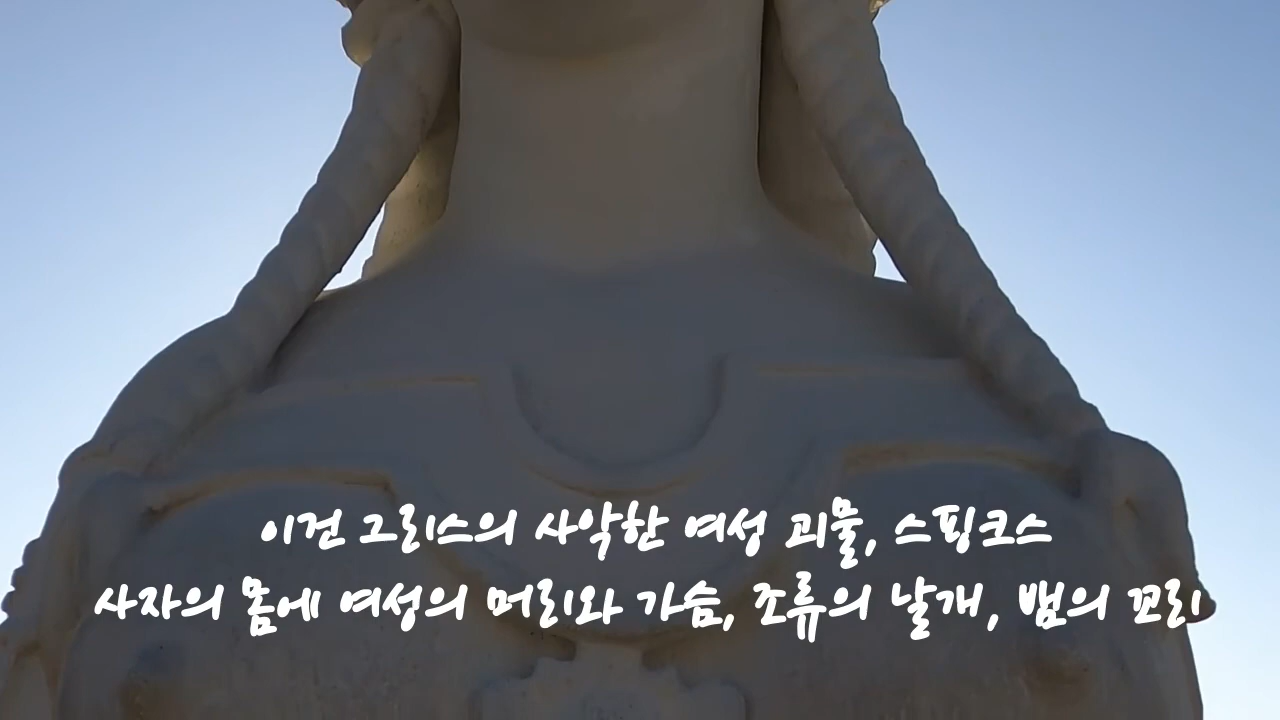 이건 그리스의 사악한 여성 괴물, 스핑크스
사자의 몸에 여성의 머리와 가슴, 조류의 날개, 뱀의 꼬리